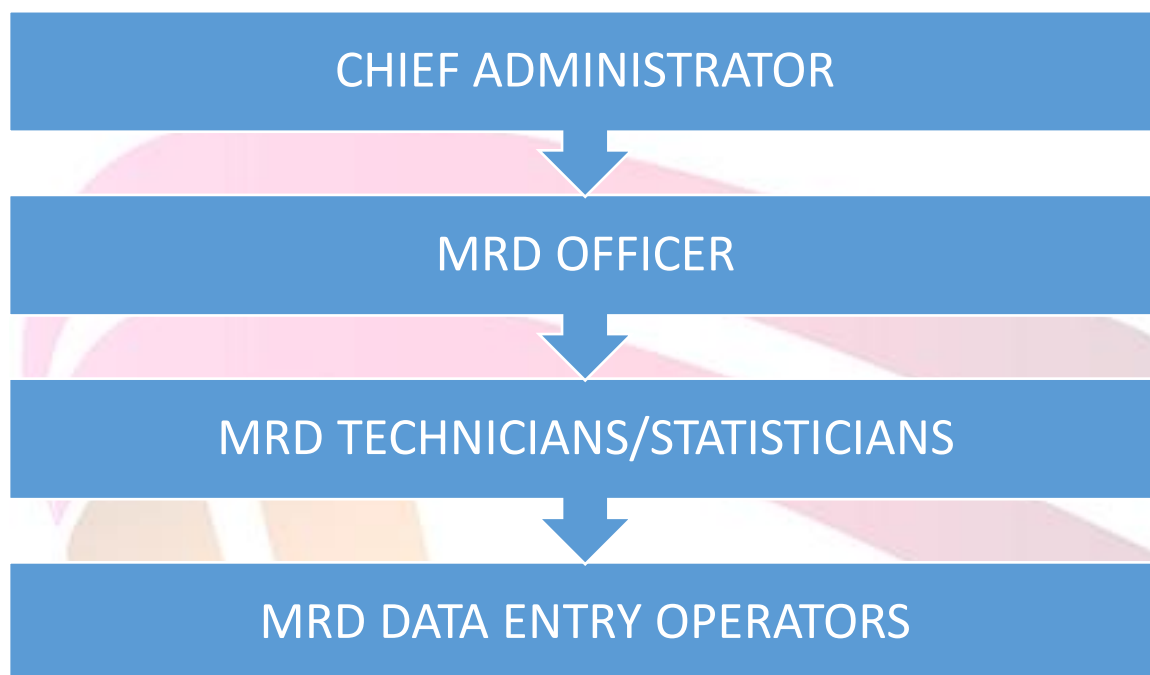 CHIEF ADMINISTRATOR
MRD OFFICER
MRD TECHNICIANS/STATISTICIANS
MRD DATA ENTRY OPERATORS